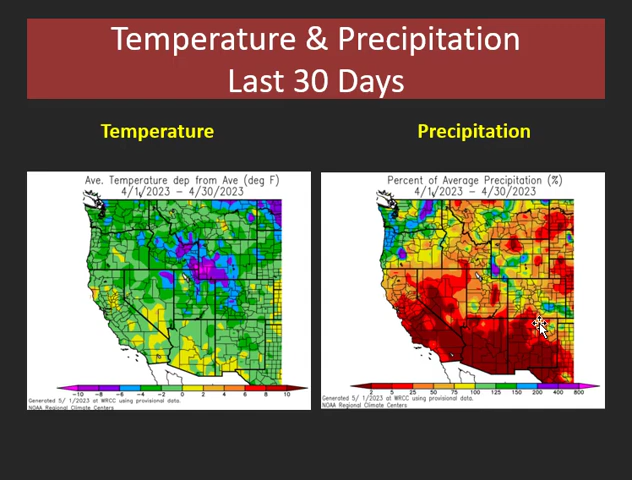 Temperature & Precipitation
Last 30 Days
Temperature
Precipitation
Ave. Temperature dep from Ave (deg F)
4/1/2023 – 4/30/2023
-10 -8 -6 -4 -2 0 2 4 6 8 10
Generated 5/ 1/2023 at WRCC using provisional data.
NOAA Regional Climate Centers
Percent of Average Precipitation (%)
4/1/2023 – 4/30/2023
2 5 25 50 75 100 125 150 200 400 800
Generated 5/ 1/2023 at WRCC using provisional data.
NOAA Regional Climate Centers